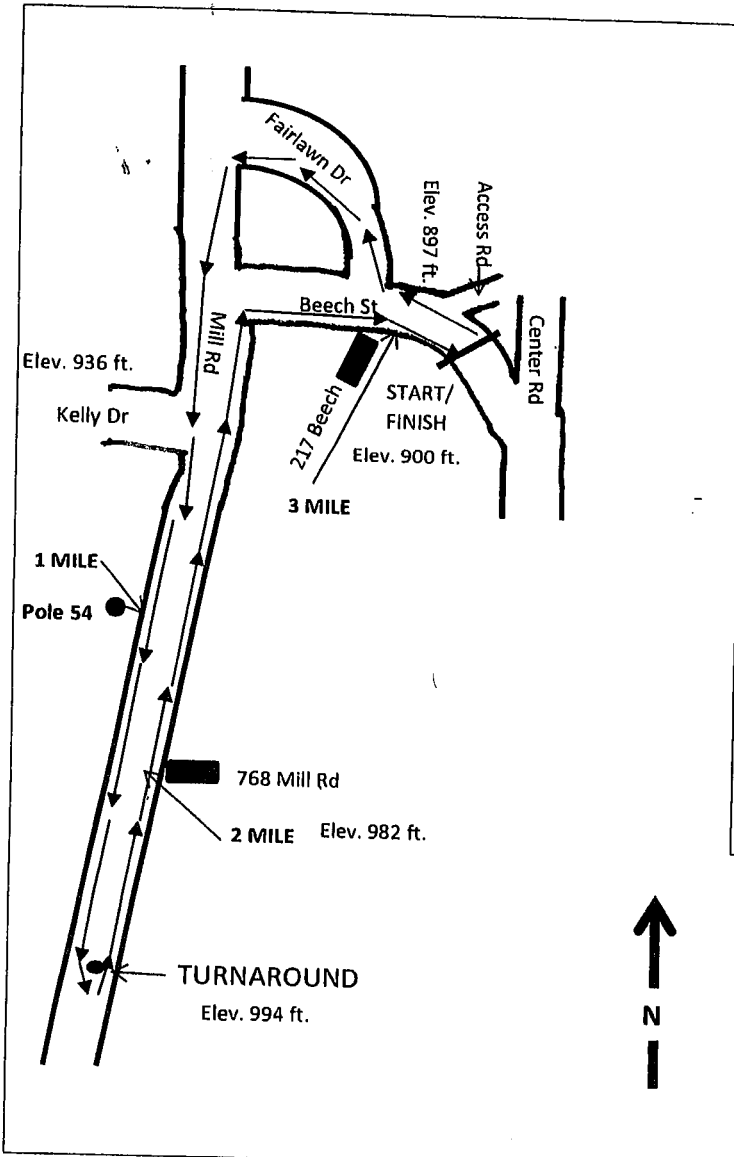 Fairlawn Dr
Access Rd
Elev. 897 ft.
Beech St
Center Rd
Mill Rd
Elev. 936 ft.
Kelly Dr
217 Beech
START/
FINISH
Elev. 900 ft.
3 MILE
1 MILE
Pole 54
768 Mill Rd
2 MILE
Elev. 982 ft.
TURNAROUND
Elev. 994 ft.
N